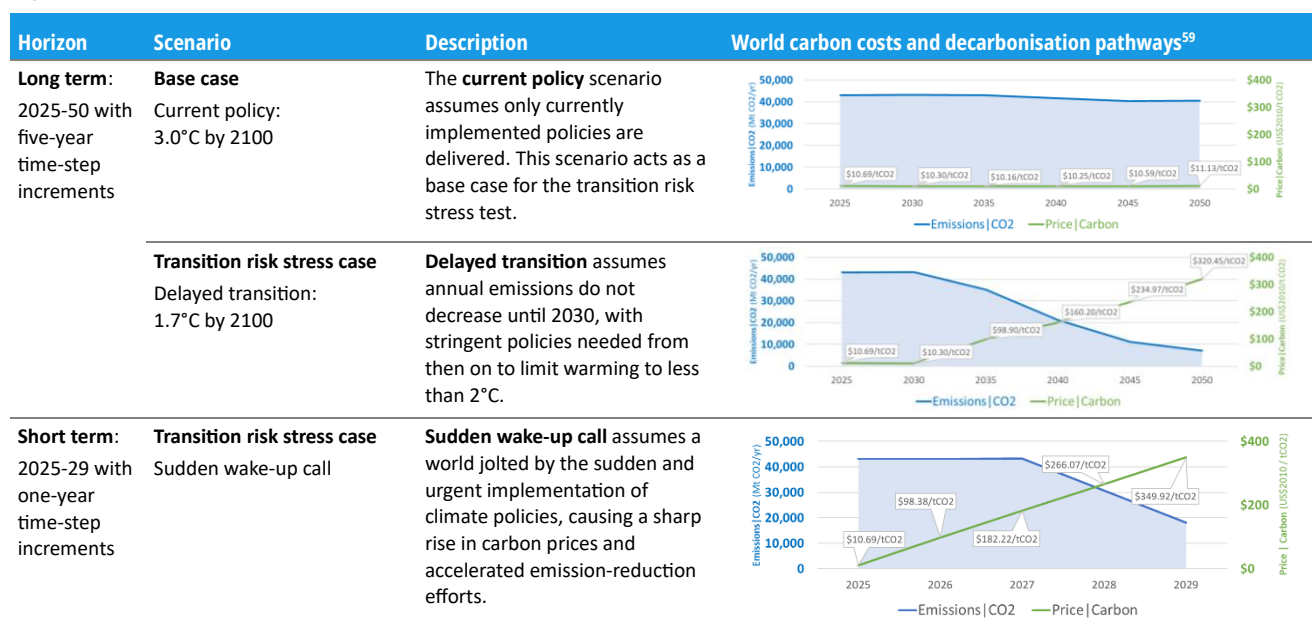 Horizon Scenario Description World carbon costs and decarbonisation pathways59
Long term:
2025-50 with
five-year
time-step
increments
Base case
Current policy:
3.0°C by 2100
The current policy scenario
assumes only currently
implemented policies are
delivered. This scenario acts as a
base case for the transition risk
stress test.
Emissions|CO2 (Mt CO2/yr)
50,000
40,000
30,000
20,000
10,000
0
$10.69/tCO2 $10.30/tCO2 $10.16/tCO2 $10.25/tCO2 $10.59/tCO2 $11.13/tCO2
$400
$300
$200
$100
$0
Price|Carbon (US$2010/t CO2)
2025 2030 2035 2040 2045 2050
Emissions|CO2 Price|Carbon
Transition risk stress case
Delayed transition:
1.7°C by 2100
Delayed transition assumes
annual emissions do not
decrease until 2030, with
stringent policies needed from
then on to limit warming to less
than 2°C.
Emissions|CO2 (Mt CO2/yr)
50,000
40,000
30,000
20,000
10,000
0
$10.69/tCO2 $10.30/tCO2 $98.90/tCO2 $160.20/tCO2 $234.97/tCO2 $320.45/tCO2
$400
$300
$200
$100
$0
Price|Carbon (US$2010/t CO2)
2025 2030 2035 2040 2045 2050
Emissions|CO2 Price|Carbon
Short term:
2025-29 with
one-year
time-step
increments
Transition risk stress case
Sudden wake-up call
Sudden wake-up call assumes a
world jolted by the sudden and
urgent implementation of
climate policies, causing a sharp
rise in carbon prices and
accelerated emission-reduction
efforts.
Emissions|CO2 (Mt CO2/yr)
50,000
40,000
30,000
20,000
10,000
0
$10.69/tCO2 $98.38/tCO2 $182.22/tCO2 $266.07/tCO2 $349.92/tCO2
$400
$200
$0
Price | Carbon (US$2010 / tCO2)
2025 2026 2027 2028 2029
Emissions|CO2 Price|Carbon